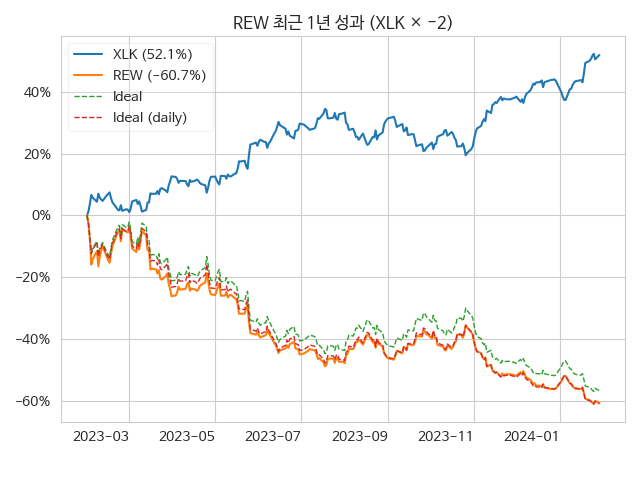 REW 최근 1년 성과 (XLK × −2)
XLK (52.1%)
REW (−60.7%)
Ideal
Ideal (daily)
40%
20%
0%
−20%
−40%
−60%
2023−03 2023−05 2023−07 2023−09 2023−11 2024−01